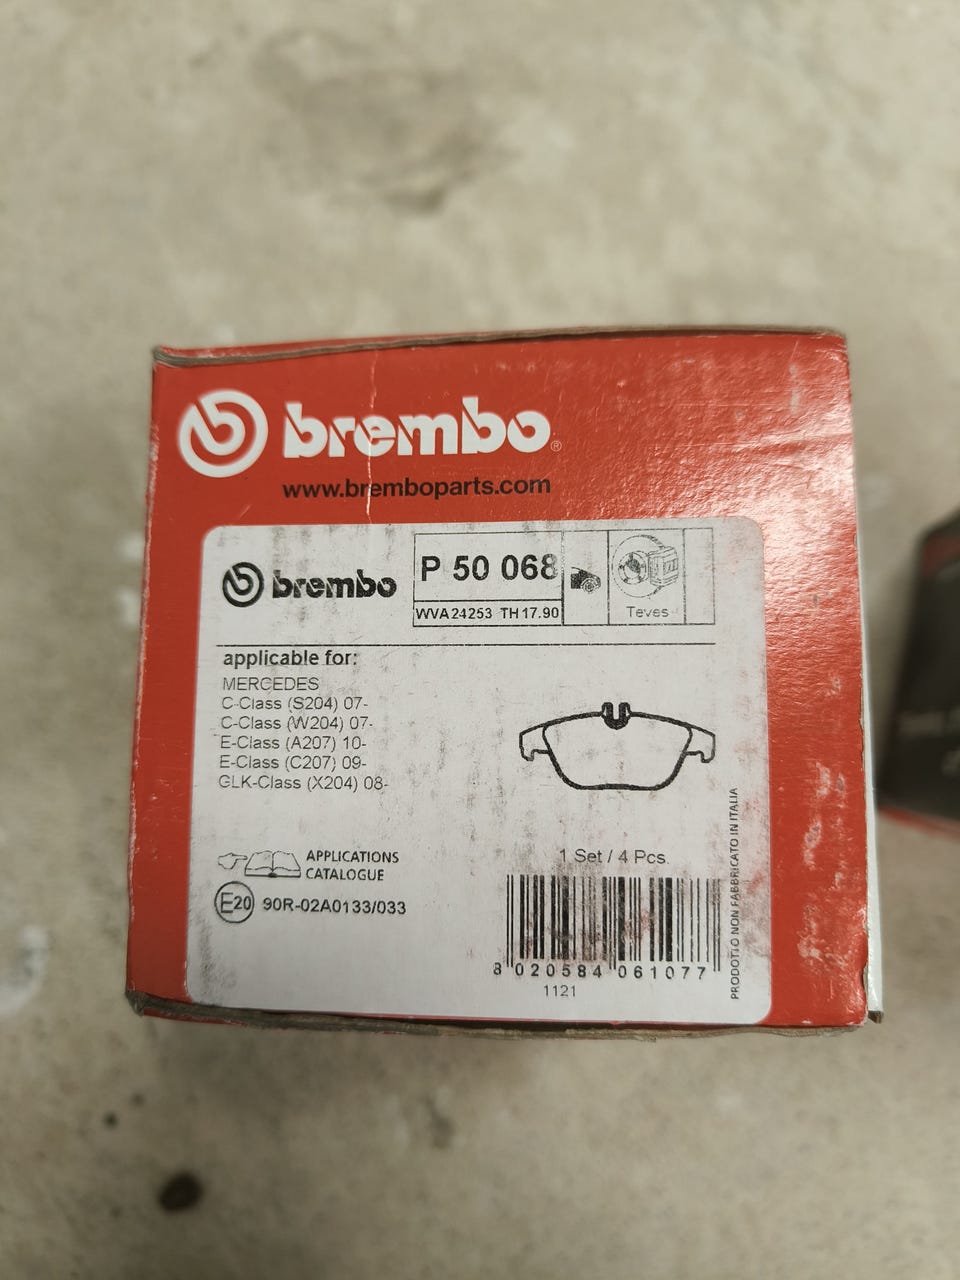 brembo®
www.bremboparts.com
brembo
P 50 068
WVA 24253 TH 17.90
Teves
applicable for:
MERCEDES
C-Class (S204) 07-
C-Class (W204) 07-
E-Class (A207) 10-
E-Class (C207) 09-
GLK-Class (X204) 08-
APPLICATIONS
CATALOGUE
E20 90R-02A0133/033
1 Set / 4 Pcs.
8 020584 061077
1121
PRODOTTO NON FABBRICATO IN ITALIA